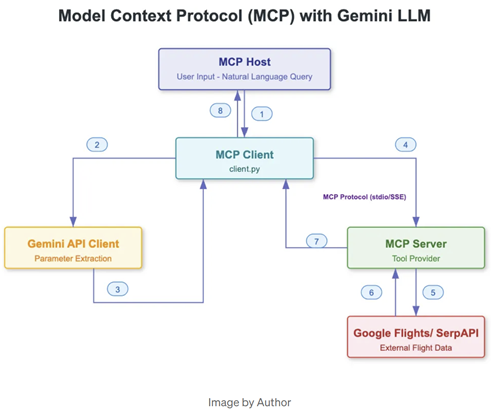 Model Context Protocol (MCP) with Gemini LLM
MCP Host
User Input - Natural Language Query
8
1
2
MCP Client
client.py
4
MCP Protocol (stdio/SSE)
Gemini API Client
Parameter Extraction
7
MCP Server
Tool Provider
3
6
5
Google Flights/ SerpAPI
External Flight Data
Image by Author